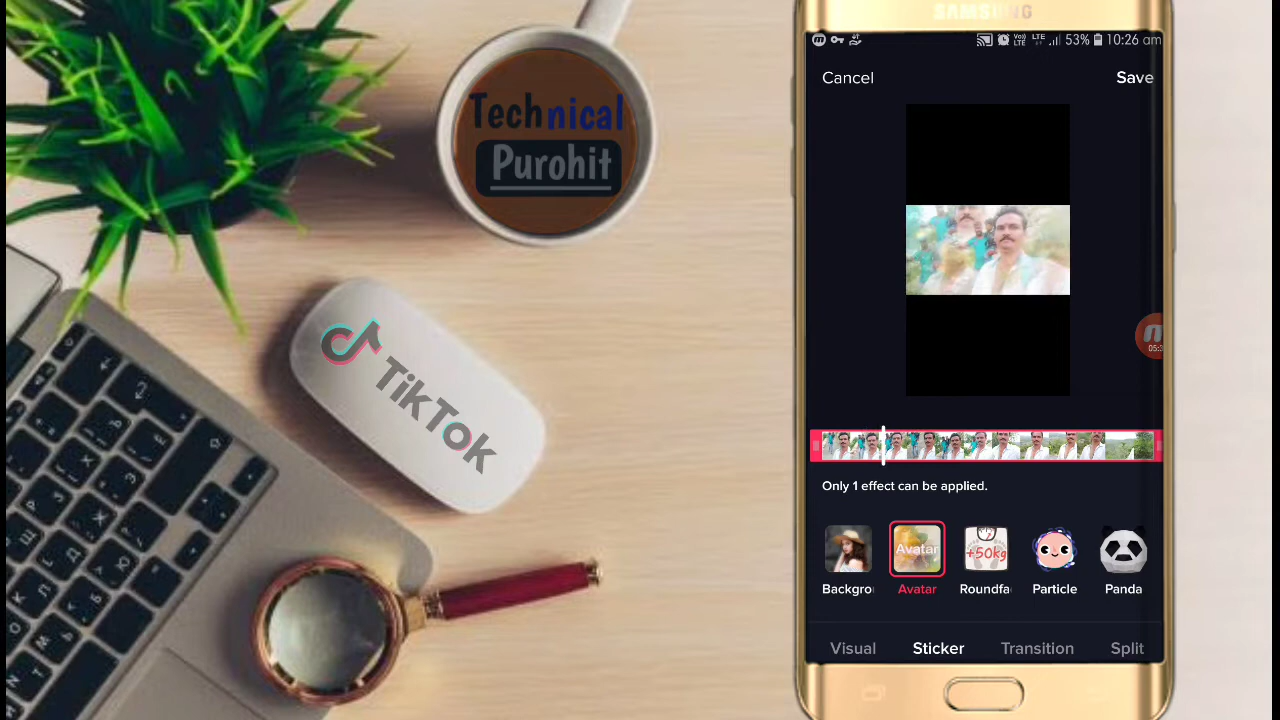 Technical
Purohit
TikTok
SAMSUNG
53%
10:26 am
Cancel
Save
Only 1 effect can be applied.
Avatar
+50kg
Backgro
Avatar
Roundfa
Particle
Panda
Visual
Sticker
Transition
Split